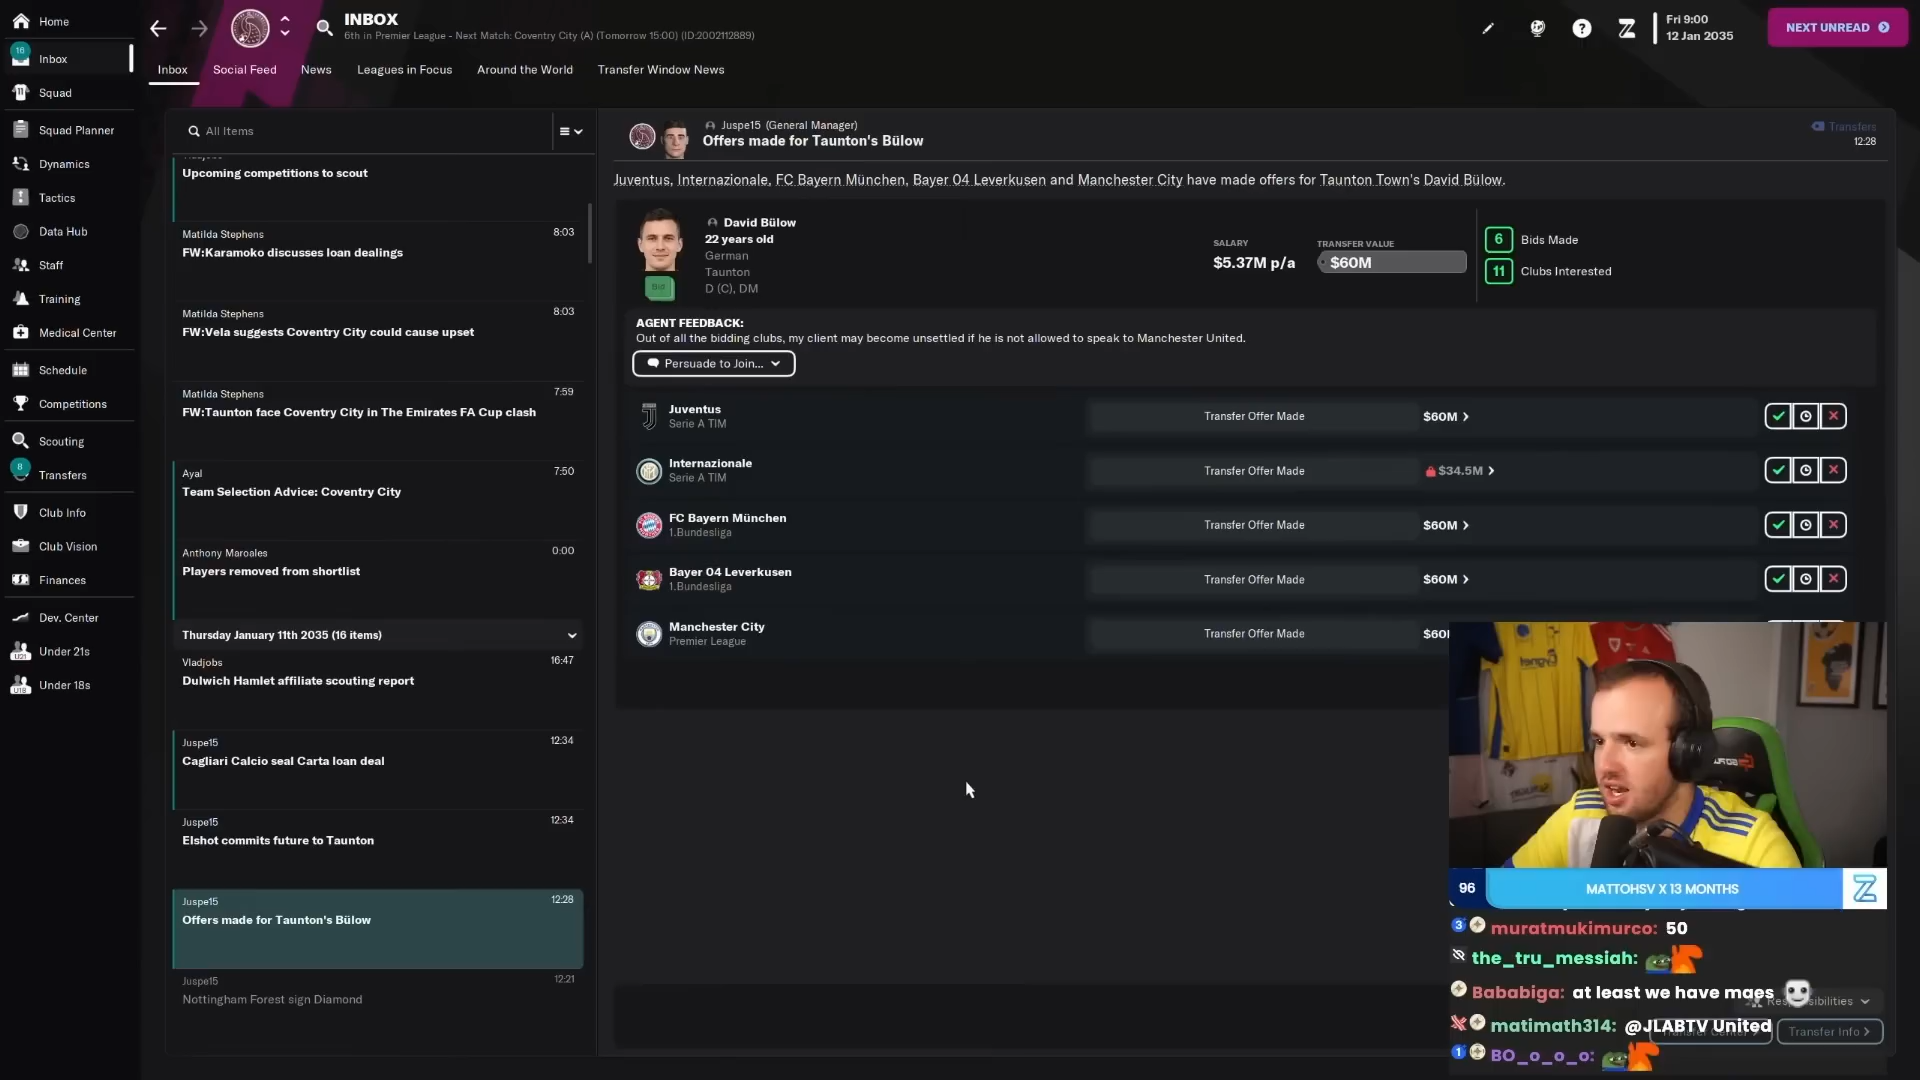 Home
Inbox
16
Squad
Squad Planner
Dynamics
Tactics
Data Hub
Staff
Training
Medical Center
Schedule
Competitions
Scouting
8
Transfers
Club Info
Club Vision
Finances
Dev. Center
Under 21s
Under 18s
INBOX
6th in Premier League - Next Match: Coventry City (A) (Tomorrow 15:00) (ID:2002112889)
Fri 9:00
12 Jan 2035
NEXT UNREAD
Inbox Social Feed News Leagues in Focus Around the World Transfer Window News
All Items
Upcoming competitions to scout
Matilda Stephens 8:03
FW:Karamoko discusses loan dealings
Matilda Stephens 8:03
FW:Vela suggests Coventry City could cause upset
Matilda Stephens 7:59
FW:Taunton face Coventry City in The Emirates FA Cup clash
Ayal 7:50
Team Selection Advice: Coventry City
Anthony Maroales 0:00
Players removed from shortlist
Thursday January 11th 2035 (16 items)
Vladjobs 16:47
Dulwich Hamlet affiliate scouting report
Juspe15 12:34
Cagliari Calcio seal Carta loan deal
Juspe15 12:34
Elshot commits future to Taunton
Juspe15 12:28
Offers made for Taunton's Bülow
Juspe15 12:21
Nottingham Forest sign Diamond
Juspe15 (General Manager)
Offers made for Taunton's Bülow
Transfers
12:28
Juventus, Internazionale, FC Bayern München, Bayer 04 Leverkusen and Manchester City have made offers for Taunton Town's David Bülow.
David Bülow
22 years old
German
Taunton
D (C), DM
Bid
SALARY
$5.37M p/a
TRANSFER VALUE
$60M
6 Bids Made
11 Clubs Interested
AGENT FEEDBACK:
Out of all the bidding clubs, my client may become unsettled if he is not allowed to speak to Manchester United.
Persuade to Join...
Juventus
Serie A TIM
Transfer Offer Made $60M
Internazionale
Serie A TIM
Transfer Offer Made $34.5M
FC Bayern München
1.Bundesliga
Transfer Offer Made $60M
Bayer 04 Leverkusen
1.Bundesliga
Transfer Offer Made $60M
Manchester City
Premier League
Transfer Offer Made $60
96 MATTOHSV X 13 MONTHS
3 muratmukimurco: 50
the_tru_messiah:
Bababiga: at least we have maes
matimath314: @JLABTV United
1 BO_o_o_o:
Transfer Info